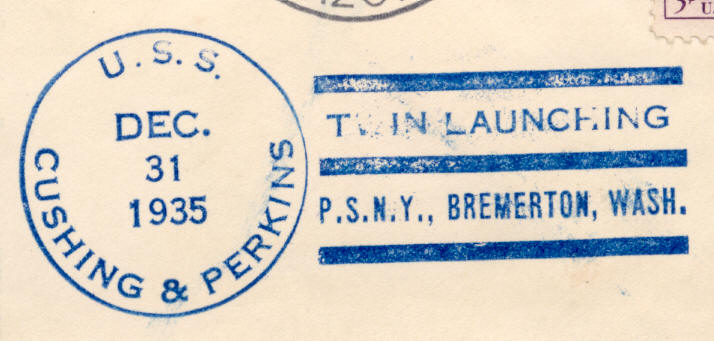 U.S.S.
CUSHING & PERKINS
DEC.
31
1935
TWIN LAUNCHING
P.S.N.Y., BREMERTON, WASH.